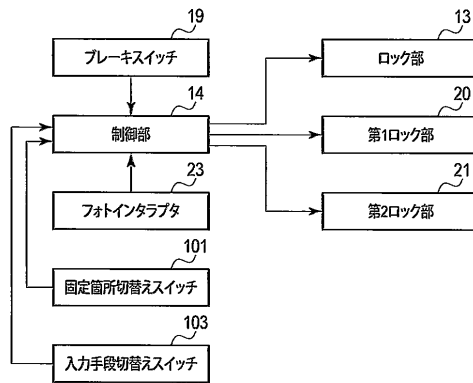 19
ブレーキスイッチ
14
制御部
23
フォトインタラプタ
101
固定箇所切替えスイッチ
103
入力手段切替えスイッチ
13
ロック部
20
第1ロック部
21
第2ロック部